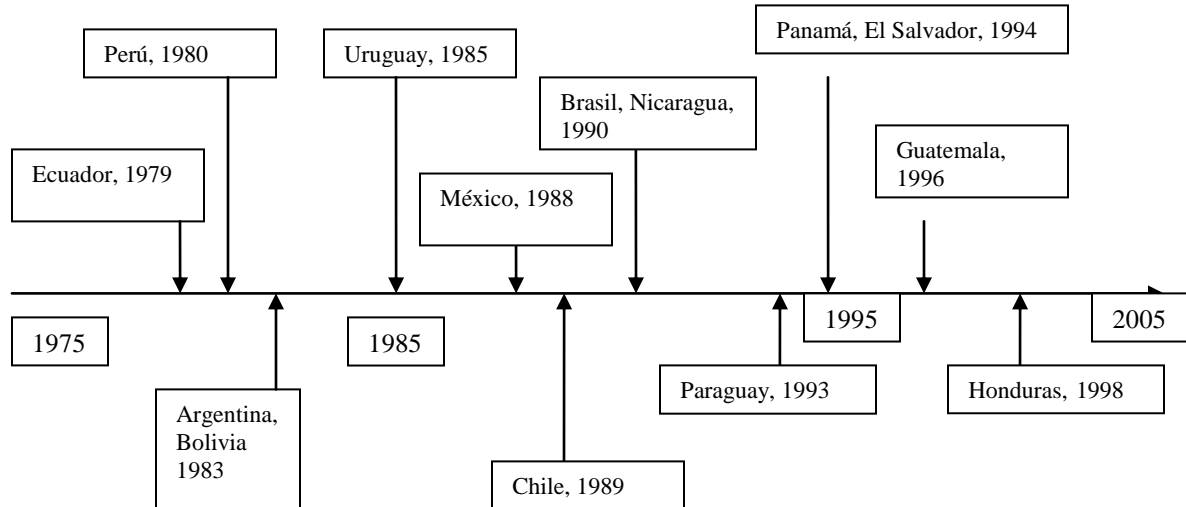 Panamá, El Salvador, 1994
Perú, 1980
Uruguay, 1985
Brasil, Nicaragua,
1990
Guatemala,
1996
Ecuador, 1979
México, 1988
1975
1985
1995
2005
Paraguay, 1993
Honduras, 1998
Argentina,
Bolivia
1983
Chile, 1989